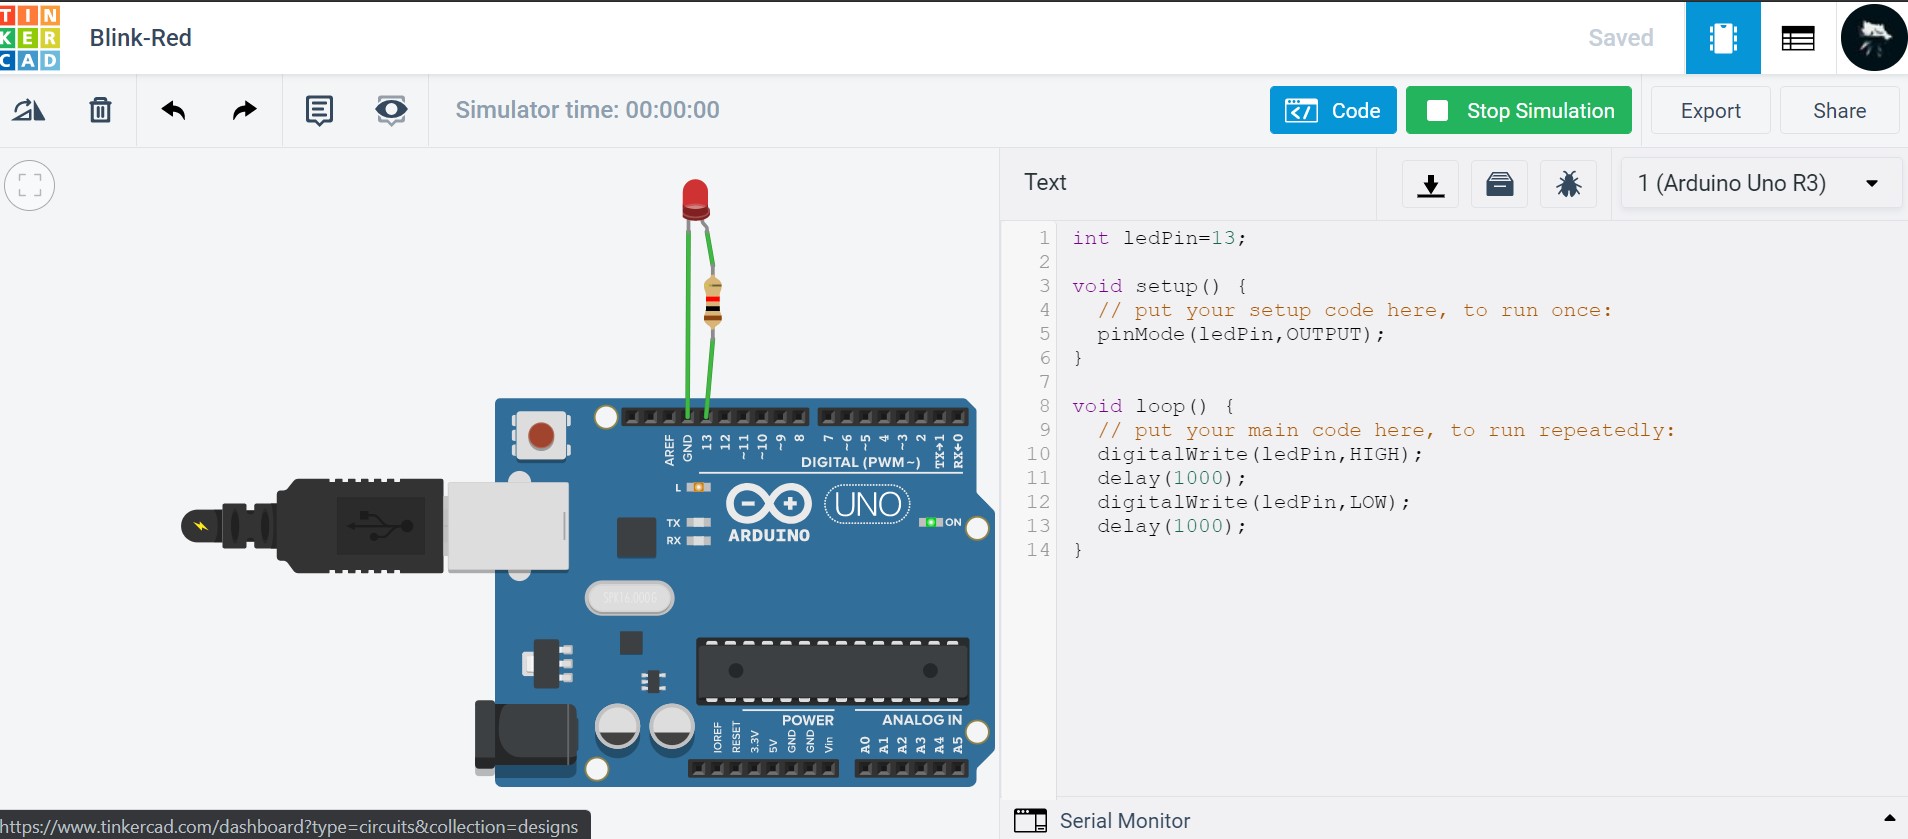 TINKERCAD
Blink-Red
Saved
Simulator time: 00:00:00
Code
Stop Simulation
Export
Share
Text
1 (Arduino Uno R3)
1 int ledPin=13;
2
3 void setup() {
4 // put your setup code here, to run once:
5 pinMode(ledPin,OUTPUT);
6 }
7
8 void loop() {
9 // put your main code here, to run repeatedly:
10 digitalWrite(ledPin,HIGH);
11 delay(1000);
12 digitalWrite(ledPin,LOW);
13 delay(1000);
14 }
AREF GND 13 12 ~11 ~10 ~9 8 7 ~6 ~5 4 ~3 2 TX→1 RX←0
DIGITAL (PWM~)
L
TX
RX
ARDUINO
UNO
ON
POWER
ANALOG IN
IOREF RESET 3.3V 5V GND GND Vin A0 A1 A2 A3 A4 A5
Serial Monitor
https://www.tinkercad.com/dashboard?type=circuits&collection=designs